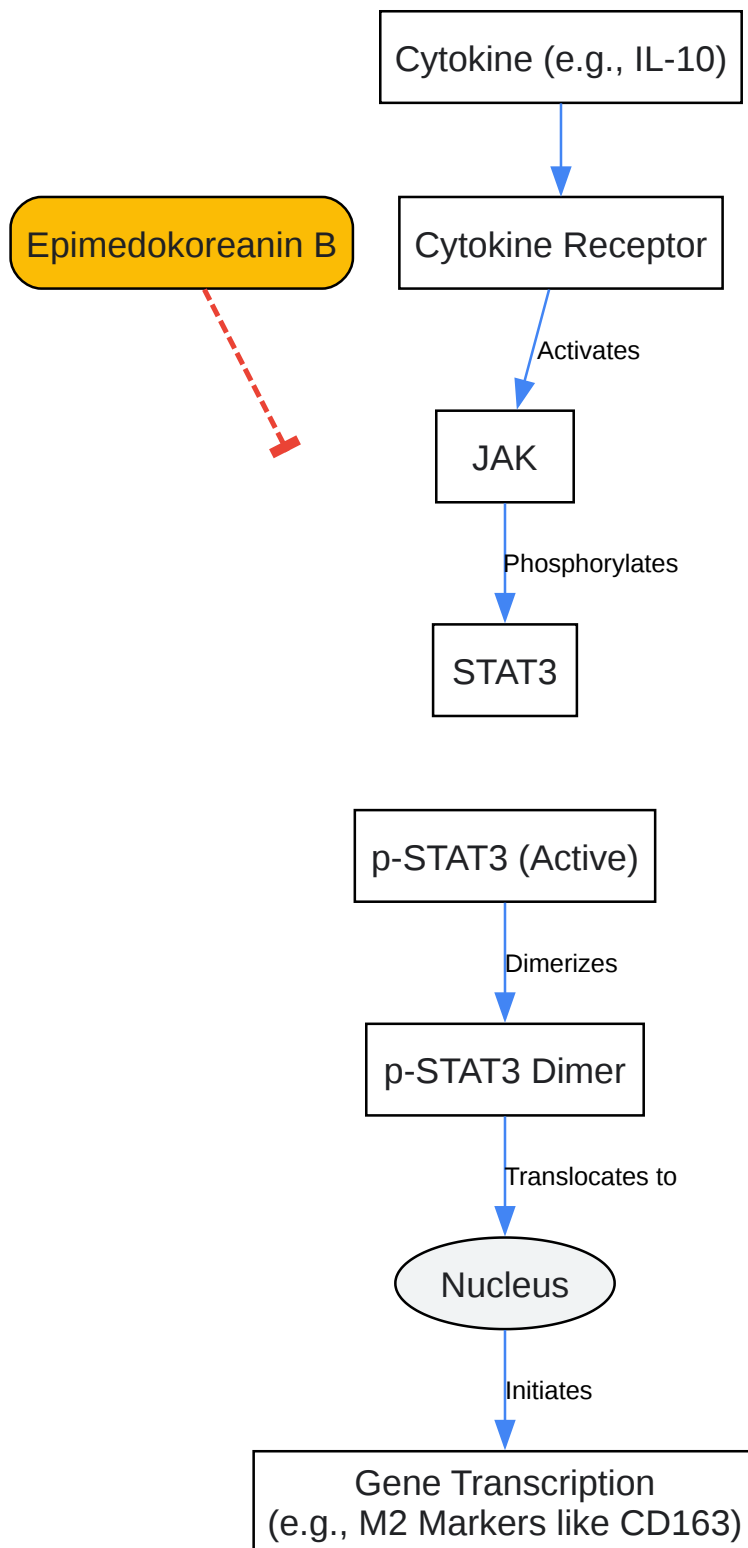 Cytokine (e.g., IL-10)
Epimedokoreanin B
Cytokine Receptor
Activates
JAK
Phosphorylates
STAT3
p-STAT3 (Active)
Dimerizes
p-STAT3 Dimer
Translocates to
Nucleus
Initiates
Gene Transcription
(e.g., M2 Markers like CD163)